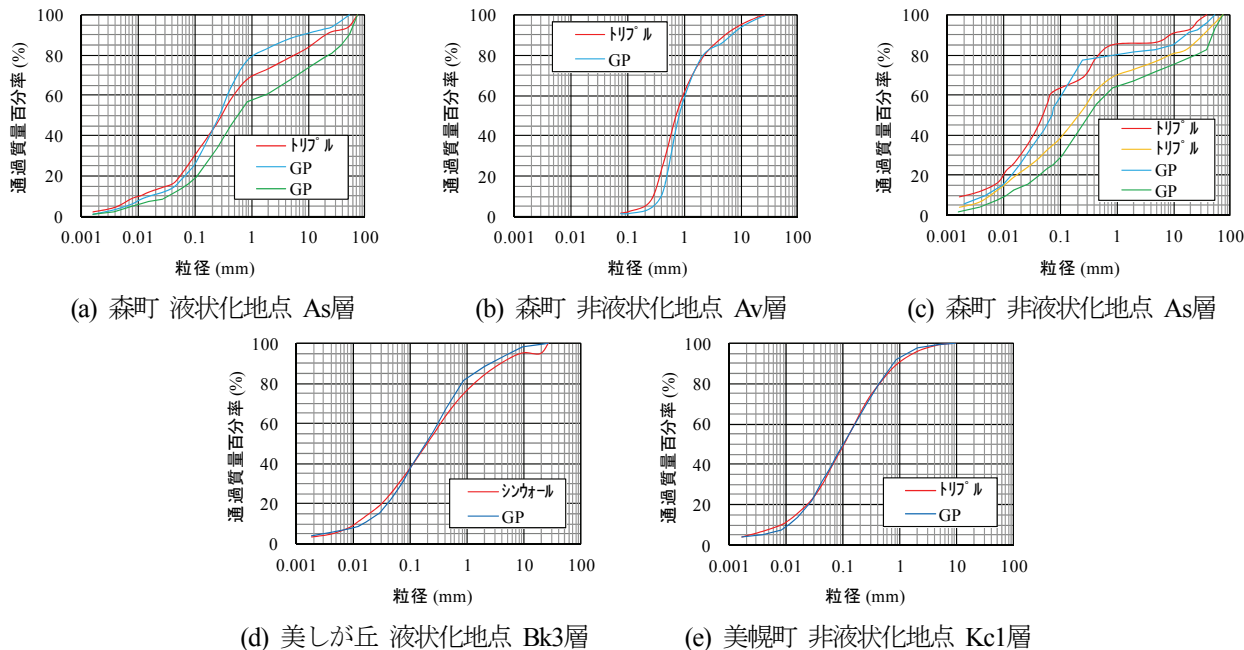 通過質量百分率 (%)
100
80
60
40
20
0
0.001 0.01 0.1 1 10 100
粒径 (mm)
ﾄﾘﾌﾟﾙ
GP
GP
(a) 森町 液状化地点 As層
通過質量百分率 (%)
100
80
60
40
20
0
0.001 0.01 0.1 1 10 100
粒径 (mm)
ﾄﾘﾌﾟﾙ
GP
(b) 森町 非液状化地点 Av層
通過質量百分率 (%)
100
80
60
40
20
0
0.001 0.01 0.1 1 10 100
粒径 (mm)
ﾄﾘﾌﾟﾙ
ﾄﾘﾌﾟﾙ
GP
GP
(c) 森町 非液状化地点 As層
通過質量百分率 (%)
100
80
60
40
20
0
0.001 0.01 0.1 1 10 100
粒径 (mm)
ｼﾝｳｫｰﾙ
GP
(d) 美しが丘 液状化地点 Bk3層
通過質量百分率 (%)
100
80
60
40
20
0
0.001 0.01 0.1 1 10 100
粒径 (mm)
ﾄﾘﾌﾟﾙ
GP
(e) 美幌町 非液状化地点 Kc1層